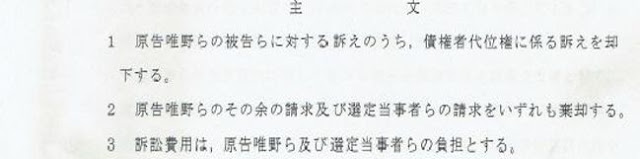 主　　　文
1　原告唯野らの被告らに対する訴えのうち，債権者代位権に係る訴えを却
下する。
2　原告唯野らのその余の請求及び選定当事者らの請求をいずれも棄却する。
3　訴訟費用は，原告唯野ら及び選定当事者らの負担とする。